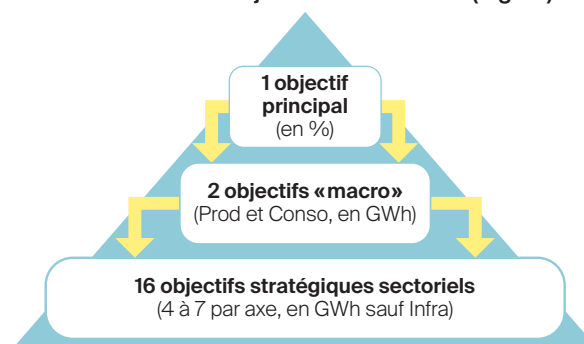 1 objectif
principal
(en %)
2 objectifs «macro»
(Prod et Conso, en GWh)
16 objectifs stratégiques sectoriels
(4 à 7 par axe, en GWh sauf Infra)